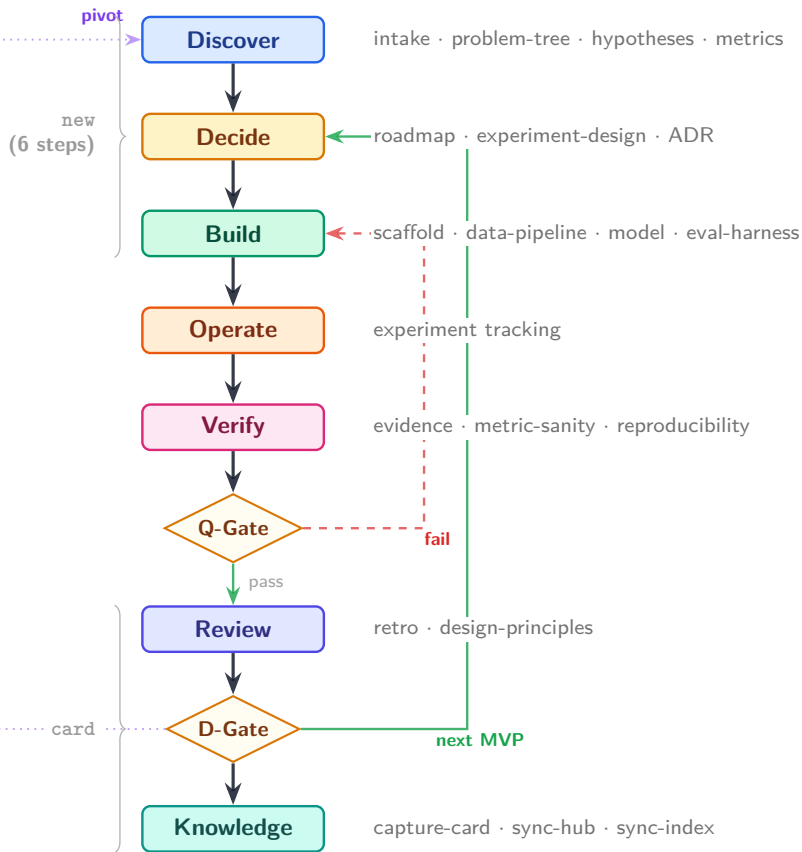 pivot
Discover
intake · problem-tree · hypotheses · metrics
new
(6 steps)
Decide
roadmap · experiment-design · ADR
Build
scaffold · data-pipeline · model · eval-harness
Operate
experiment tracking
Verify
evidence · metric-sanity · reproducibility
Q-Gate
fail
pass
Review
retro · design-principles
card
D-Gate
next MVP
Knowledge
capture-card · sync-hub · sync-index